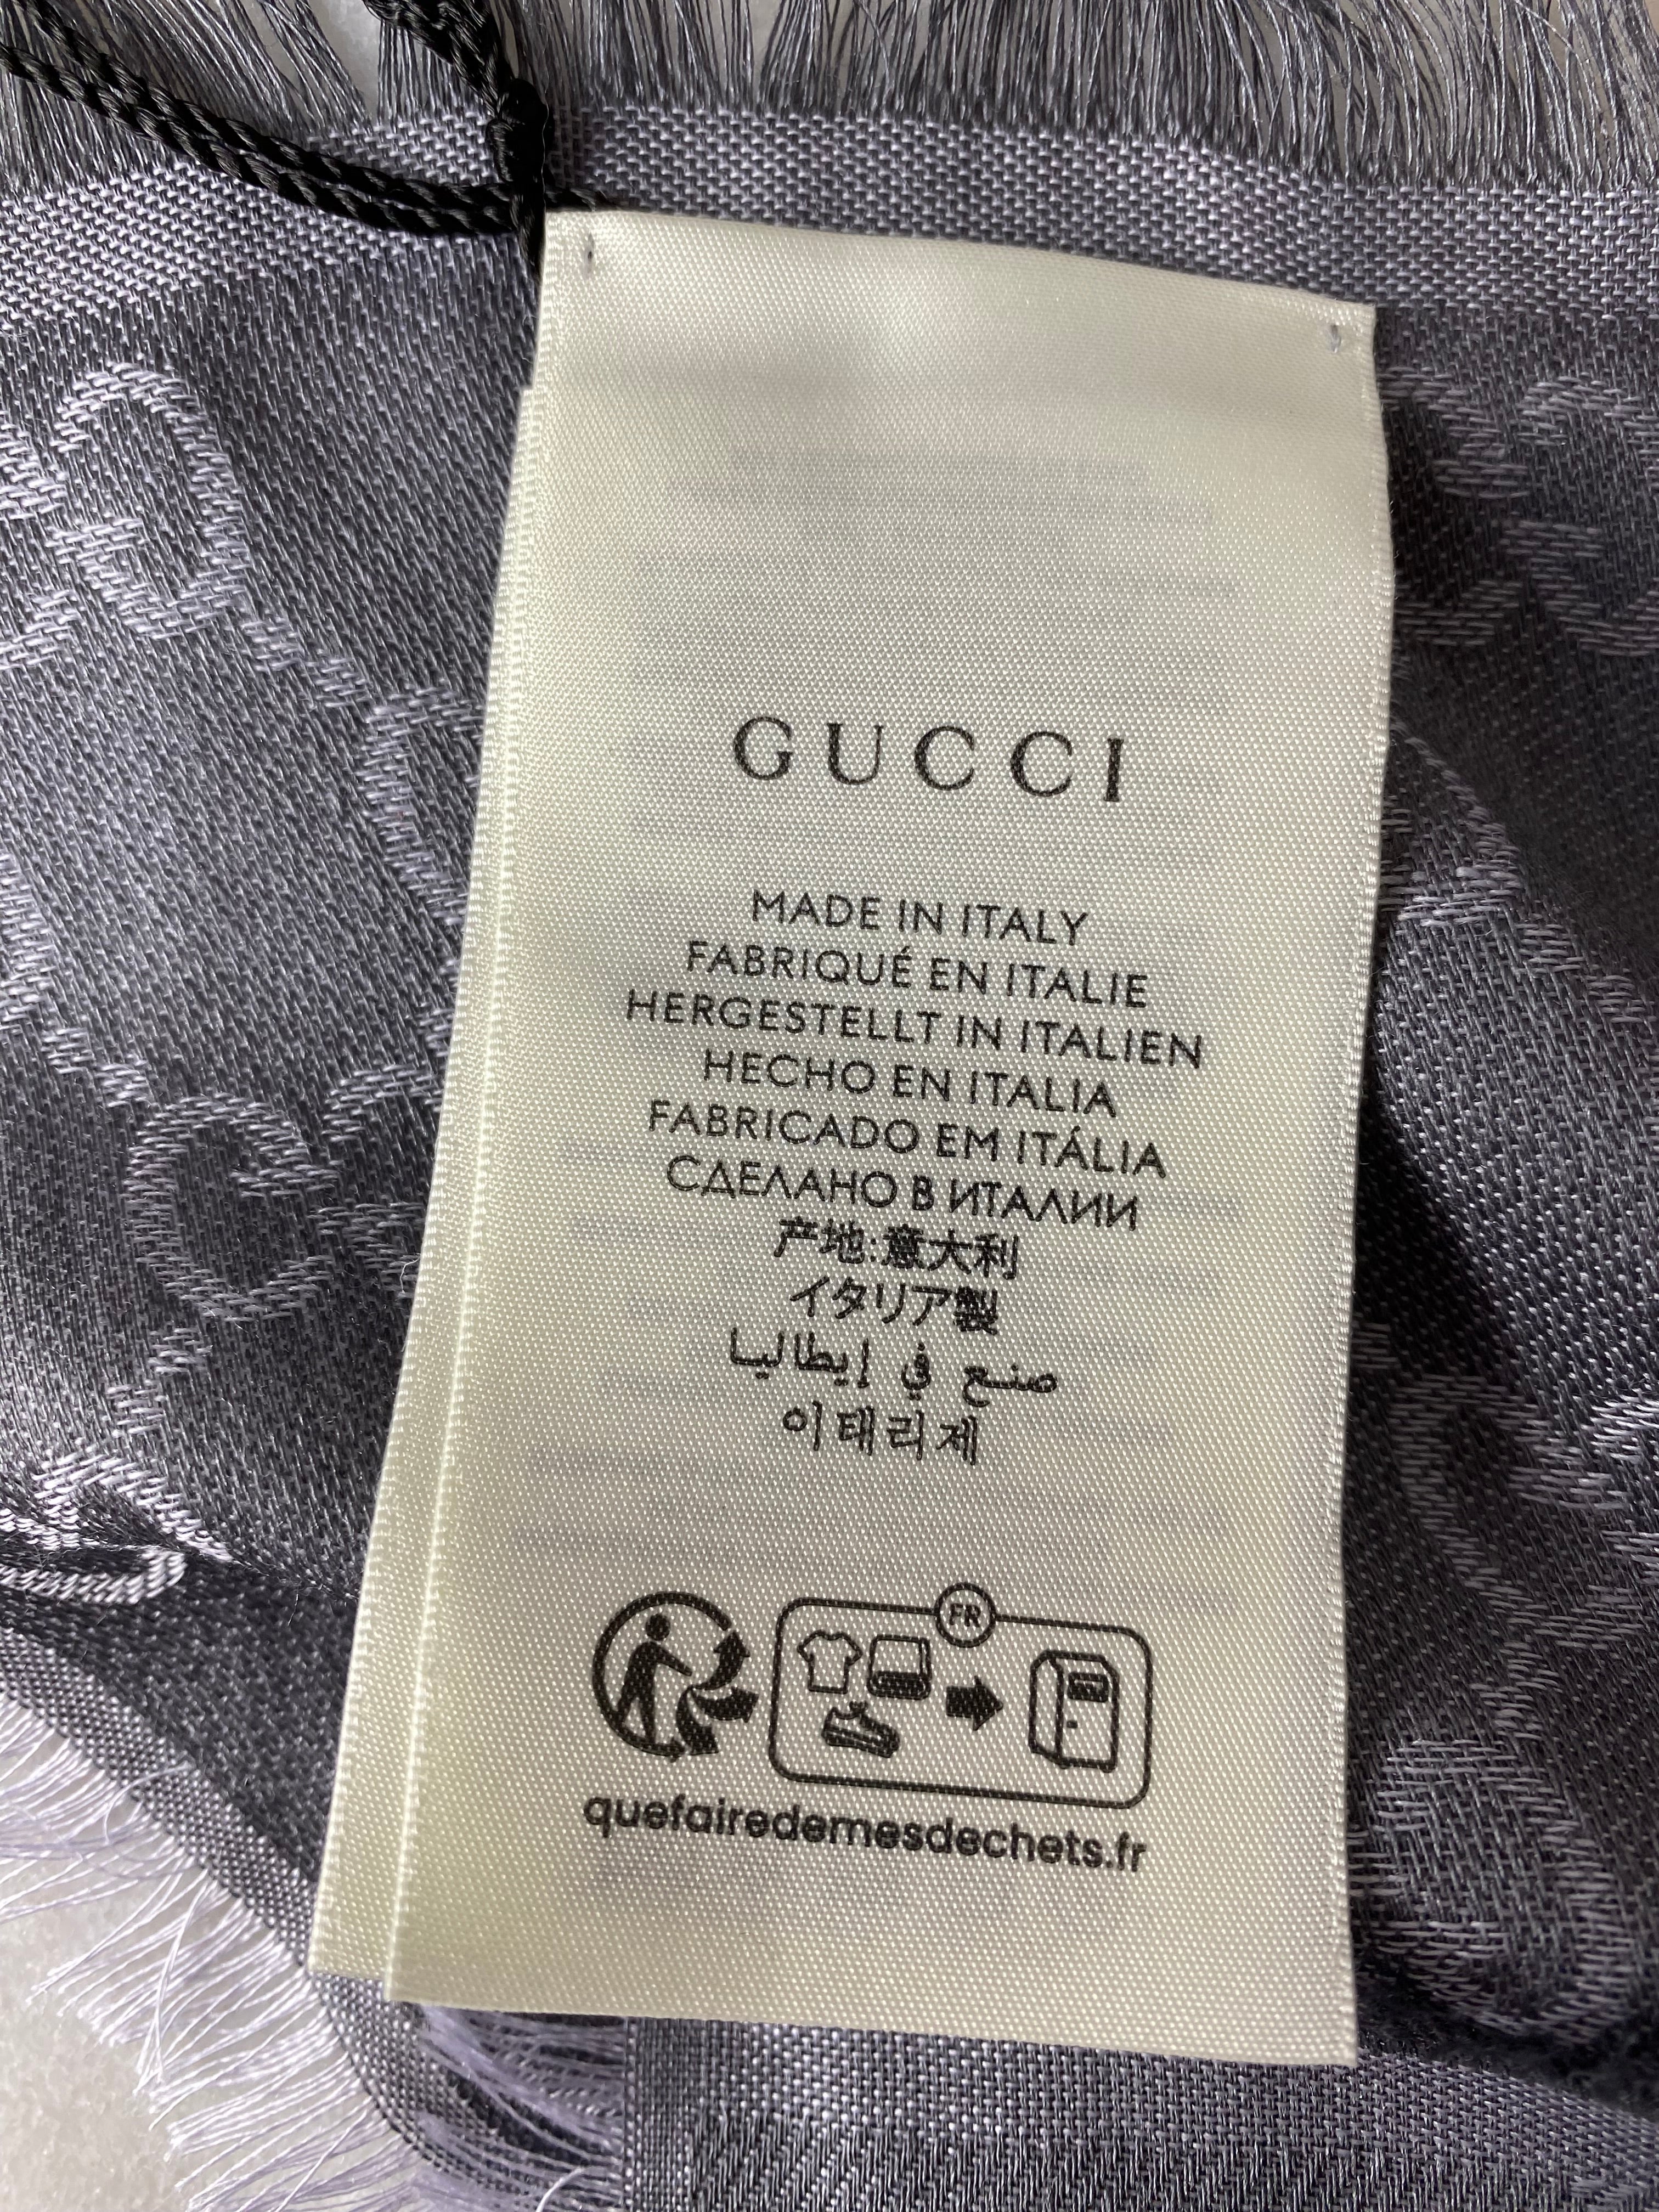 GUCCI
MADE IN ITALY
FABRIQUÉ EN ITALIE
HERGESTELLT IN ITALIEN
HECHO EN ITALIA
FABRICADO EM ITÁLIA
СДЕЛАНО В ИТАЛИИ
产地:意大利
イタリア製
صنع في إيطاليا
이태리제
FR
quefairedemesdechets.fr